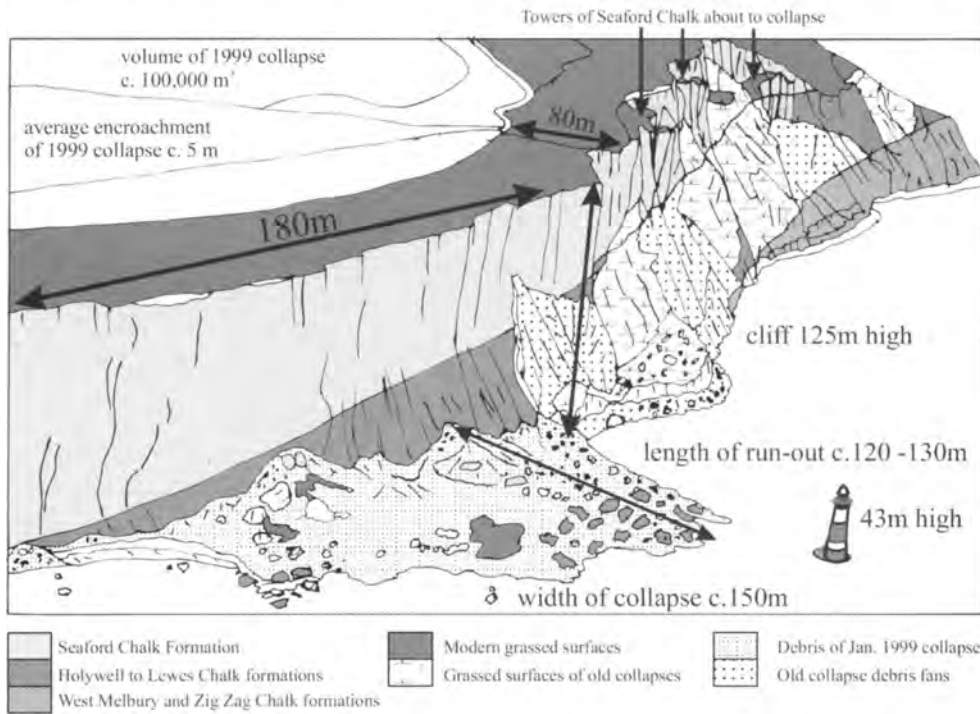 Towers of Seaford Chalk about to collapse
volume of 1999 collapse
c. 100,000 m³
average encroachment
of 1999 collapse c. 5 m
80m
180m
cliff 125m high
length of run-out c.120 -130m
43m high
width of collapse c.150m
Seaford Chalk Formation
Holywell to Lewes Chalk formations
West Melbury and Zig Zag Chalk formations
Modern grassed surfaces
Grassed surfaces of old collapses
Debris of Jan. 1999 collapse
Old collapse debris fans